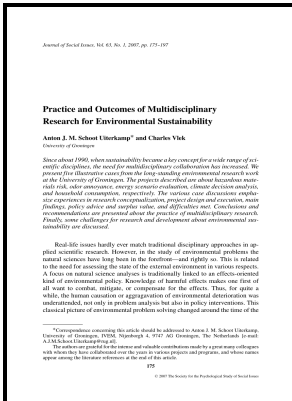 Journal of Social Issues, Vol. 63, No. 1, 2007, pp. 175–197
Practice and Outcomes of Multidisciplinary
Research for Environmental Sustainability
Anton J. M. Schoot Uiterkamp* and Charles Vlek
University of Groningen
Since about 1990, when sustainability became a key concept for a wide range of sci-
entific disciplines, the need for multidisciplinary collaboration has increased. We
present five illustrative cases from the long-standing environmental research work
at the University of Groningen. The projects described are about hazardous mate-
rials risk, odor annoyance, energy scenario evaluation, climate decision analysis,
and household consumption, respectively. The various case discussions empha-
size experiences in research conceptualization, project design and execution, main
findings, policy advice and surplus value, and difficulties met. Conclusions and
recommendations are presented about the practice of multidisciplinary research.
Finally, some challenges for research and development about environmental sus-
tainability are discussed.
Real-life issues hardly ever match traditional disciplinary approaches in ap-
plied scientific research. However, in the study of environmental problems the
natural sciences have long been in the forefront—and rightly so. This is related
to the need for assessing the state of the external environment in various respects.
A focus on natural science analyses is traditionally linked to an effects-oriented
kind of environmental policy. Knowledge of harmful effects makes one first of
all want to combat, mitigate, or compensate for the effects. Thus, for quite a
while, the human causation or aggravation of environmental deterioration was
underattended, not only in problem analysis but also in policy interventions. This
classical picture of environmental problem solving changed around the time of the
*Correspondence concerning this article should be addressed to Anton J. M. Schoot Uiterkamp,
University of Groningen, IVEM, Nijenborgh 4, 9747 AG Groningen, The Netherlands [e-mail:
A.J.M.Schoot.Uiterkamp@rug.nl].
The authors are grateful for the intense and valuable contributions made by a great many colleagues
with whom they have collaborated over the years in various projects and programs, and whose names
appear among the literature references at the end of this article.
175
© 2007 The Society for the Psychological Study of Social Issues